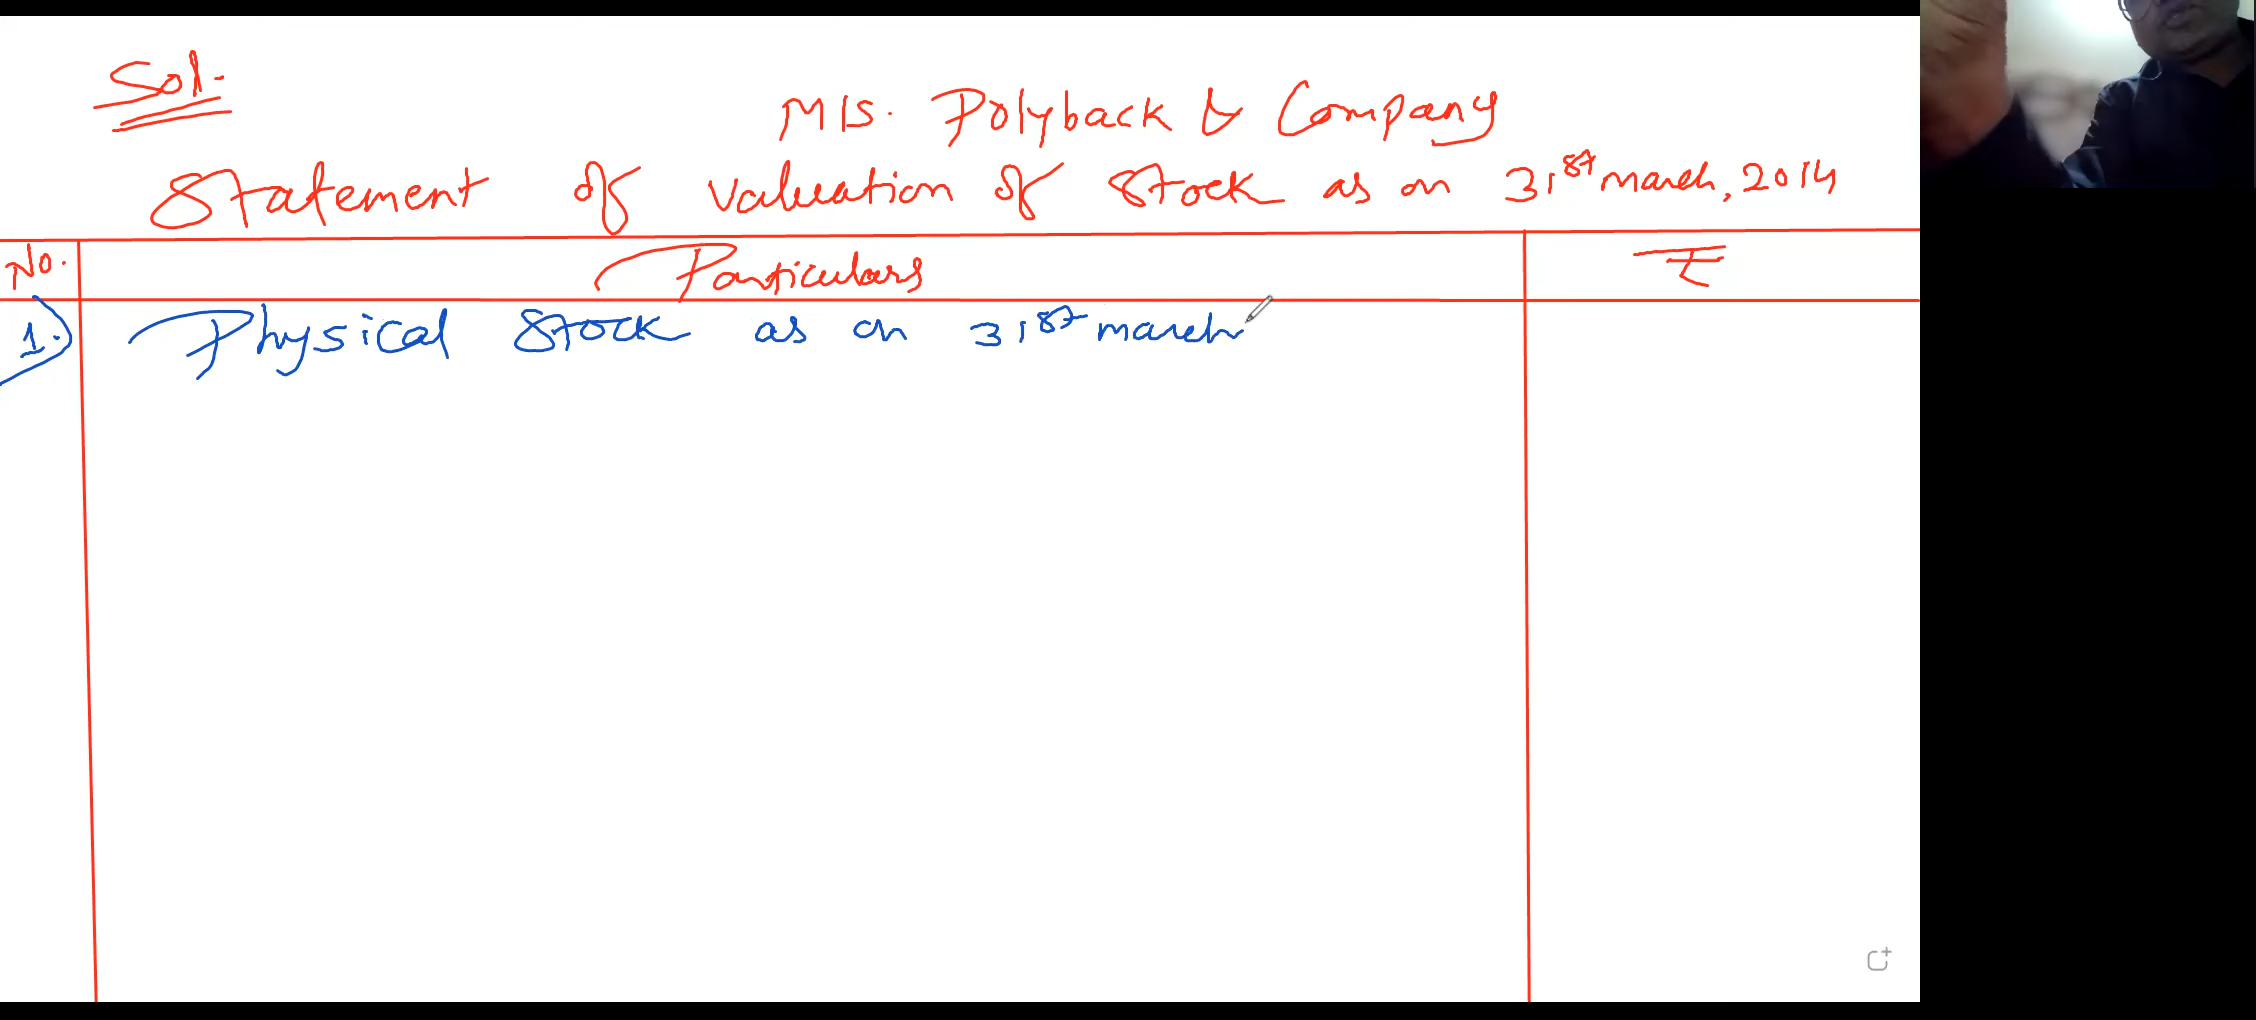 Sol.
M/S. Polyback & Company
Statement of valuation of Stock as on 31st march, 2014
No. Particulars ₹
1. Physical Stock as on 31st march